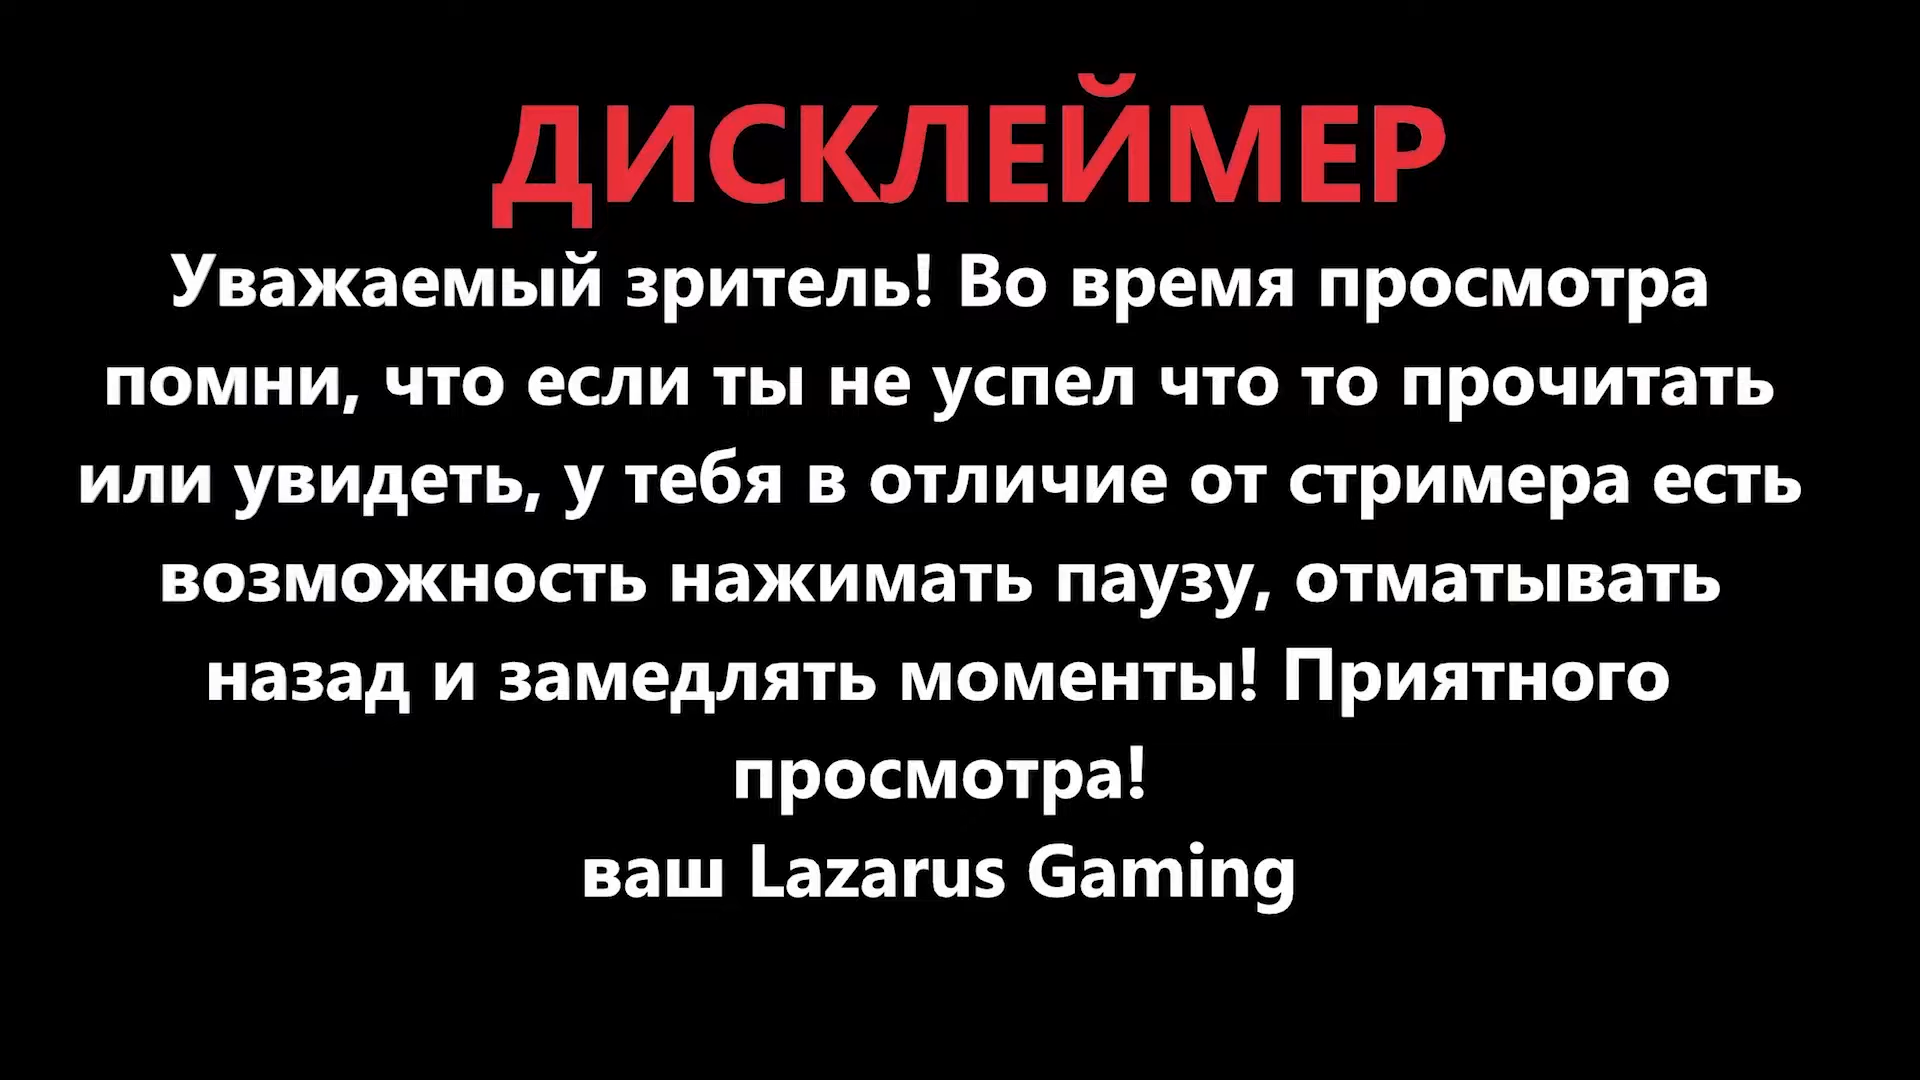 ДИСКЛЕЙМЕР
Уважаемый зритель! Во время просмотра
помни, что если ты не успел что то прочитать
или увидеть, у тебя в отличие от стримера есть
возможность нажимать паузу, отматывать
назад и замедлять моменты! Приятного
просмотра!
ваш Lazarus Gaming